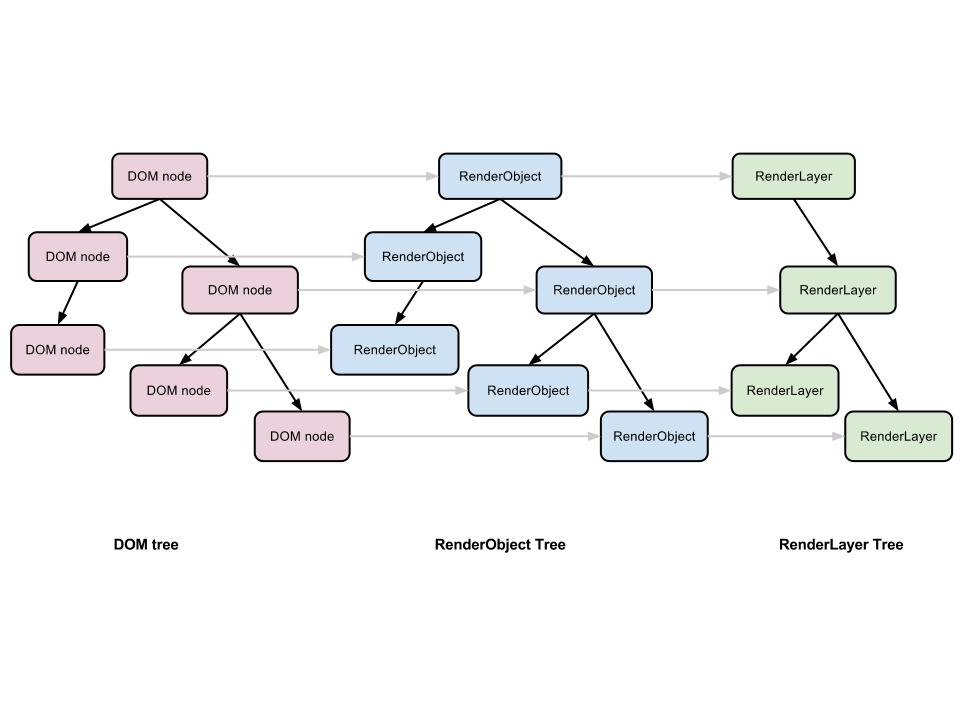 DOM node
RenderObject
RenderLayer
DOM node
RenderObject
DOM node
RenderObject
RenderLayer
DOM node
RenderObject
DOM node
RenderObject
RenderLayer
DOM node
RenderObject
RenderLayer
DOM tree
RenderObject Tree
RenderLayer Tree